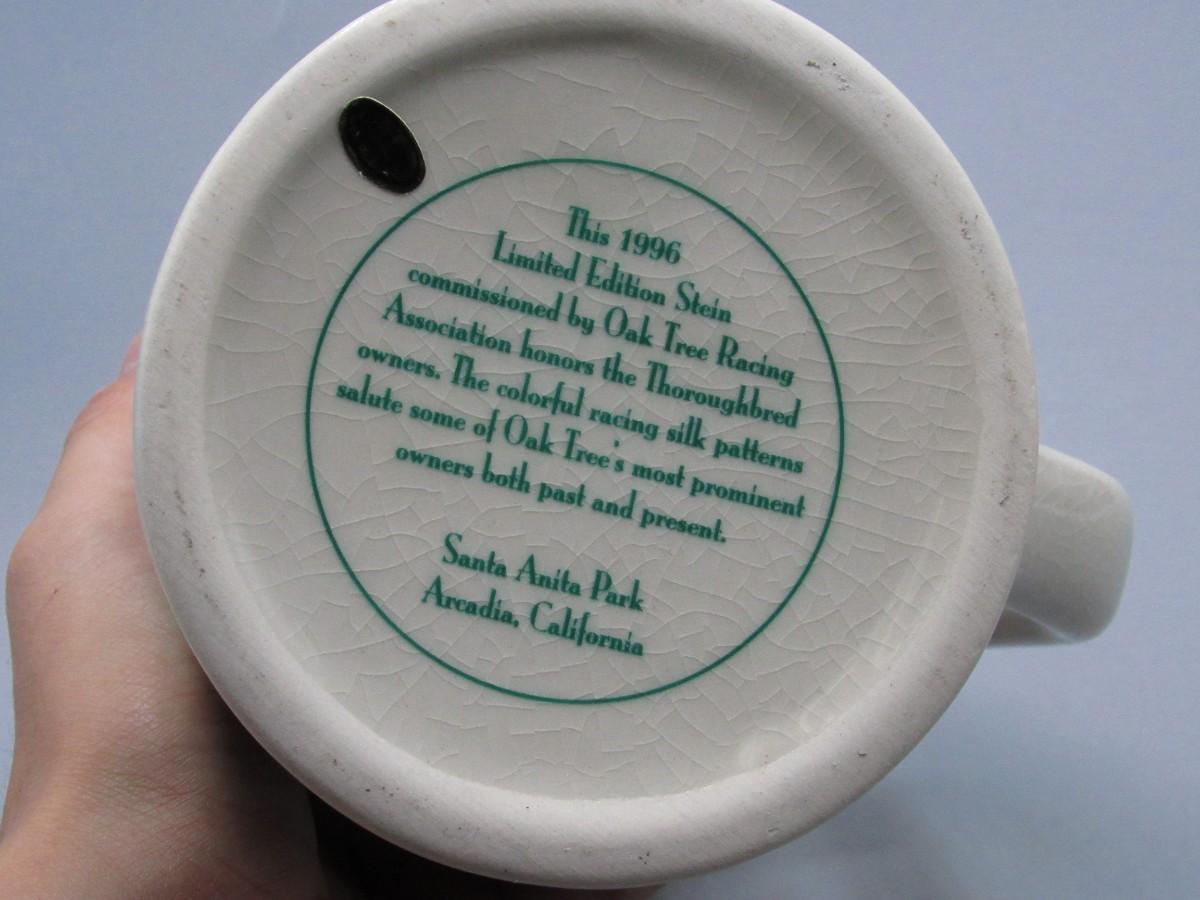 This 1996
Limited Edition Stein
commissioned by Oak Tree Racing
Association honors the Thoroughbred
owners. The colorful racing silk patterns
salute some of Oak Tree's most prominent
owners both past and present.
Santa Anita Park
Arcadia, California